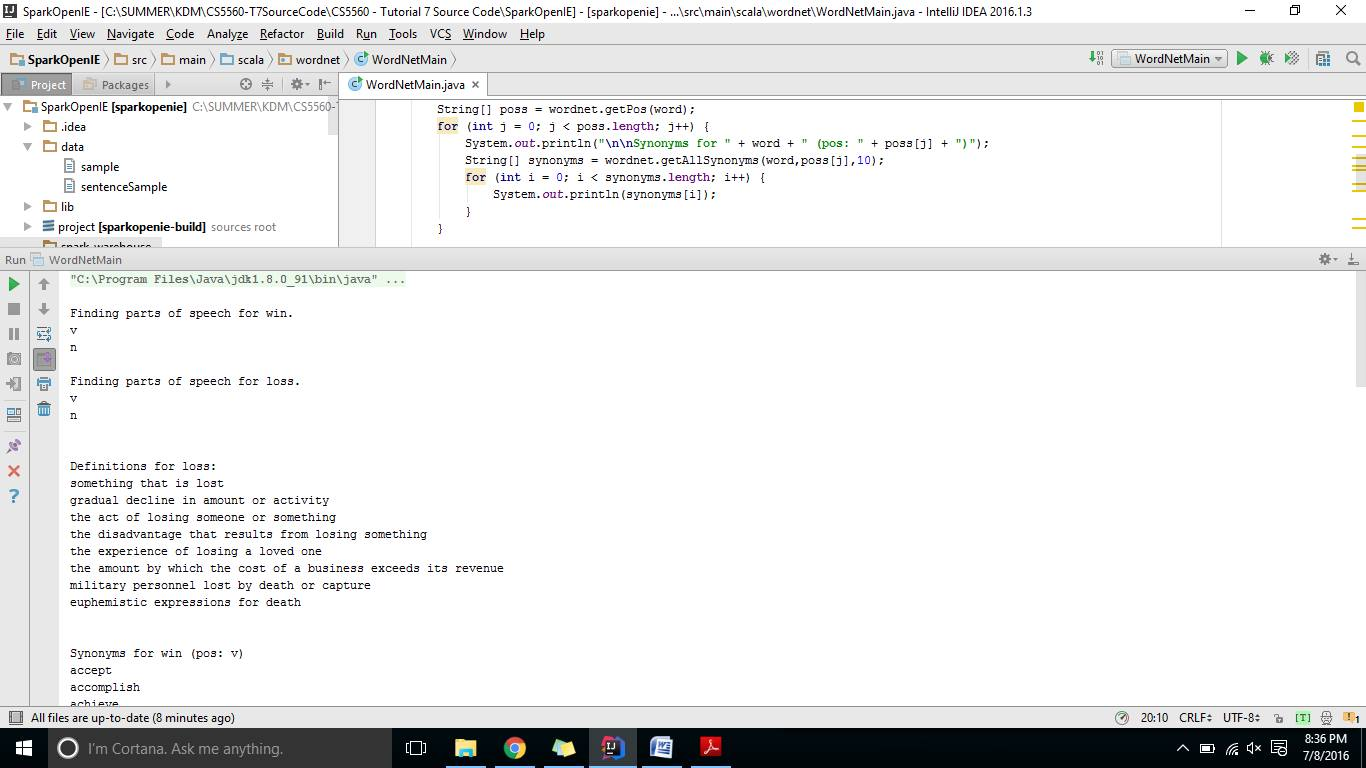 SparkOpenIE - [C:\SUMMER\KDM\CS5560-T7SourceCode\CS5560 - Tutorial 7 Source Code\SparkOpenIE] - [sparkopenie] - ...\src\main\scala\wordnet\WordNetMain.java - IntelliJ IDEA 2016.1.3
File Edit View Navigate Code Analyze Refactor Build Run Tools VCS Window Help
SparkOpenIE src main scala wordnet WordNetMain WordNetMain
Project Packages WordNetMain.java
SparkOpenIE [sparkopenie] C:\SUMMER\KDM\CS5560-
.idea
data
sample
sentenceSample
lib
project [sparkopenie-build] sources root
spark-warehouse
String[] poss = wordnet.getPos(word);
for (int j = 0; j < poss.length; j++) {
System.out.println("\n\nSynonyms for " + word + " (pos: " + poss[j] + ")");
String[] synonyms = wordnet.getAllSynonyms(word,poss[j],10);
for (int i = 0; i < synonyms.length; i++) {
System.out.println(synonyms[i]);
}
}
Run WordNetMain
"C:\Program Files\Java\jdk1.8.0_91\bin\java" ...
Finding parts of speech for win.
v
n
Finding parts of speech for loss.
v
n
Definitions for loss:
something that is lost
gradual decline in amount or activity
the act of losing someone or something
the disadvantage that results from losing something
the experience of losing a loved one
the amount by which the cost of a business exceeds its revenue
military personnel lost by death or capture
euphemistic expressions for death
Synonyms for win (pos: v)
accept
accomplish
achieve
All files are up-to-date (8 minutes ago) 20:10 CRLF UTF-8 [T] 1
I'm Cortana. Ask me anything.
8:36 PM
7/8/2016